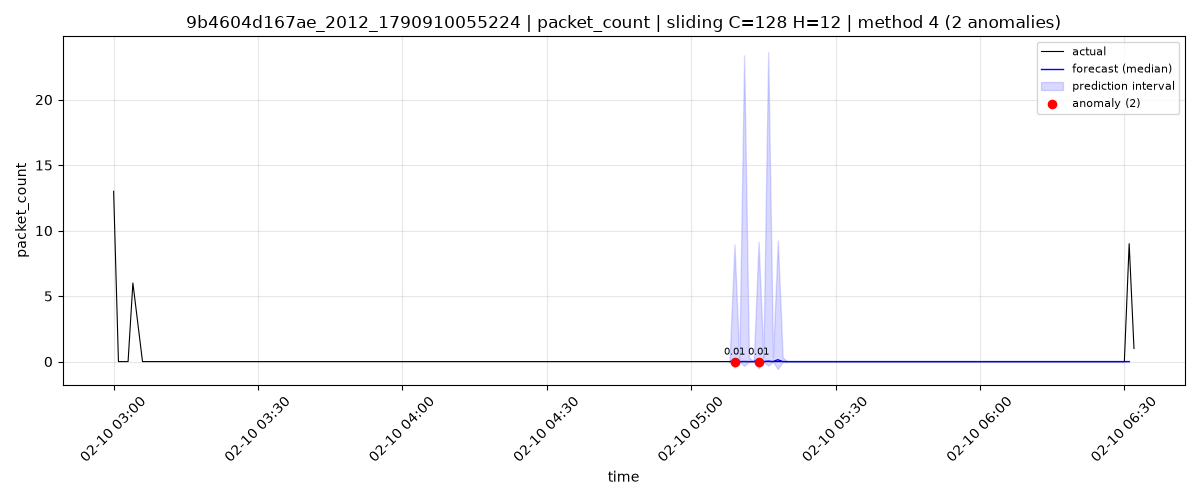 9b4604d167ae_2012_1790910055224 | packet_count | sliding C=128 H=12 | method 4 (2 anomalies)
actual
forecast (median)
prediction interval
anomaly (2)
packet_count
20
15
10
5
0
0.01 0.01
02-10 03:00
02-10 03:30
02-10 04:00
02-10 04:30
02-10 05:00
02-10 05:30
02-10 06:00
02-10 06:30
time